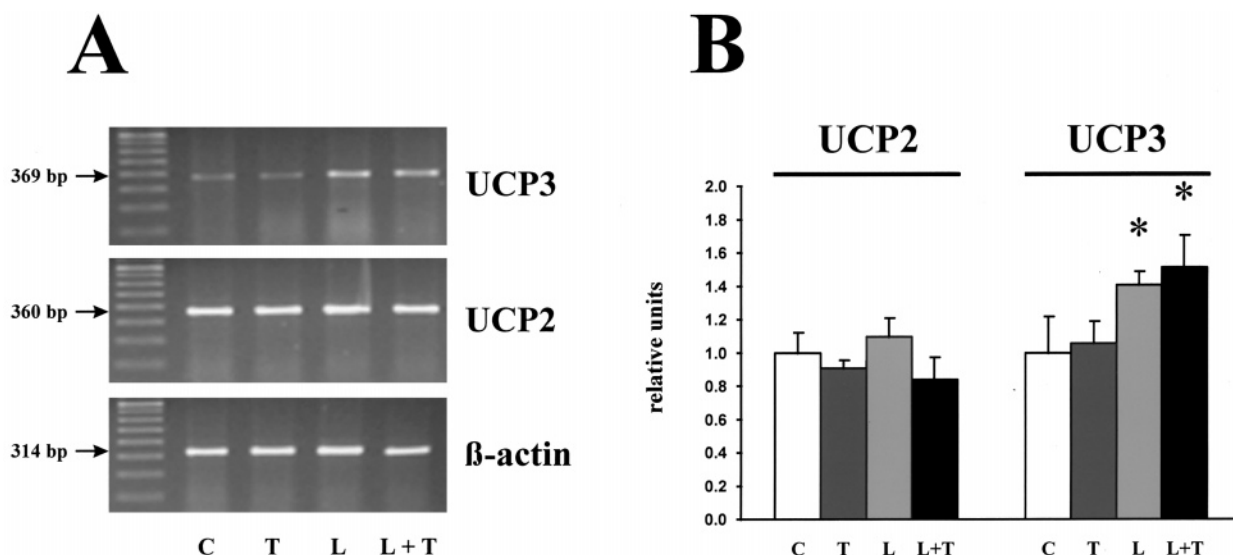 A
369 bp
UCP3
360 bp
UCP2
314 bp
ß-actin
C T L L + T
B
UCP2 UCP3
relative units
2.0
1.8
1.6
1.4
1.2
1.0
0.8
0.6
0.4
0.2
0.0
* *
C T L L+T C T L L+T